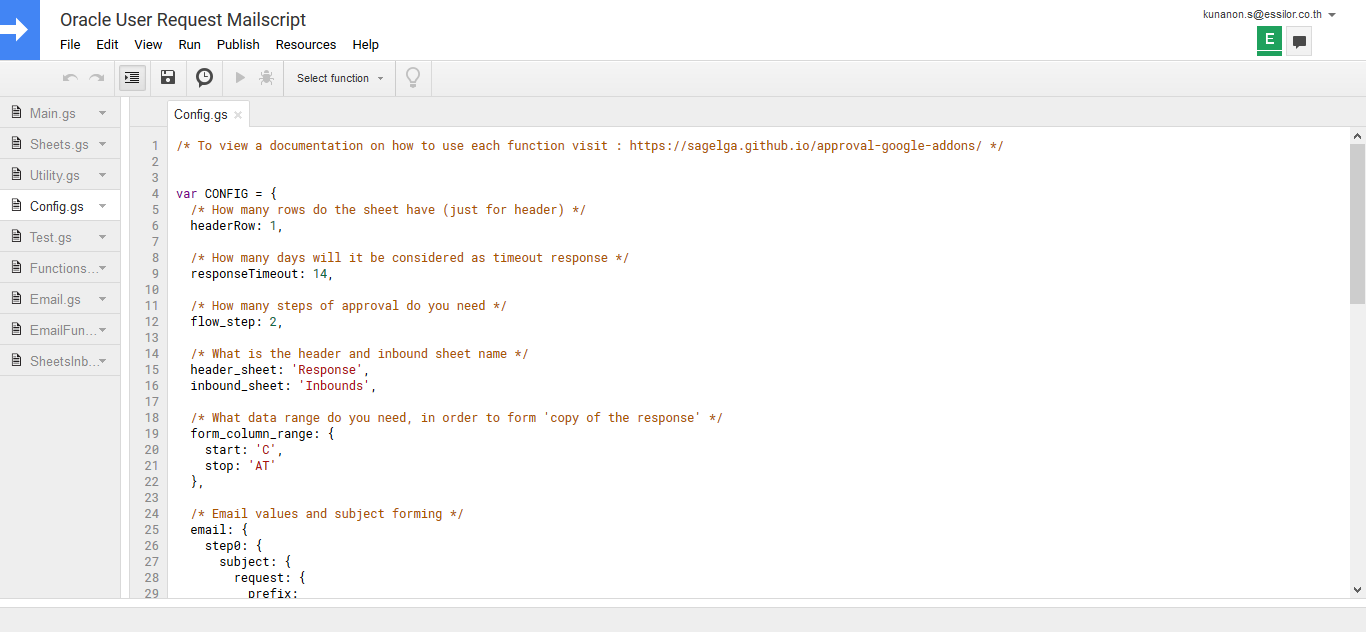 Oracle User Request Mailscript
kunanon.s@essilor.co.th
File Edit View Run Publish Resources Help
E
Select function
Main.gs
Sheets.gs
Utility.gs
Config.gs
Test.gs
Functions...
Email.gs
EmailFun...
SheetsInb...
Config.gs
1 /* To view a documentation on how to use each function visit : https://sagelga.github.io/approval-google-addons/ */
2
3
4 var CONFIG = {
5 /* How many rows do the sheet have (just for header) */
6 headerRow: 1,
7
8 /* How many days will it be considered as timeout response */
9 responseTimeout: 14,
10
11 /* How many steps of approval do you need */
12 flow_step: 2,
13
14 /* What is the header and inbound sheet name */
15 header_sheet: 'Response',
16 inbound_sheet: 'Inbounds',
17
18 /* What data range do you need, in order to form 'copy of the response' */
19 form_column_range: {
20 start: 'C',
21 stop: 'AT'
22 },
23
24 /* Email values and subject forming */
25 email: {
26 step0: {
27 subject: {
28 request: {
29 prefix: